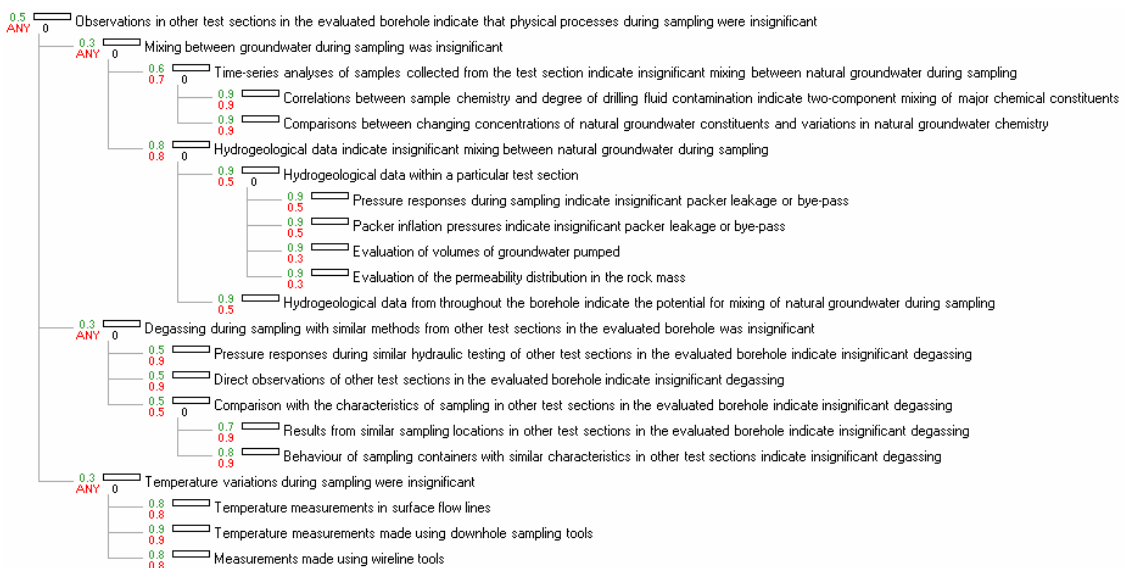 0.5 ANY 0 Observations in other test sections in the evaluated borehole indicate that physical processes during sampling were insignificant
0.3 ANY 0 Mixing between groundwater during sampling was insignificant
0.6 0.7 0 Time-series analyses of samples collected from the test section indicate insignificant mixing between natural groundwater during sampling
0.9 0.9 Correlations between sample chemistry and degree of drilling fluid contamination indicate two-component mixing of major chemical constituents
0.9 0.9 Comparisons between changing concentrations of natural groundwater constituents and variations in natural groundwater chemistry
0.8 0.8 0 Hydrogeological data indicate insignificant mixing between natural groundwater during sampling
0.9 0.5 0 Hydrogeological data within a particular test section
0.9 0.5 Pressure responses during sampling indicate insignificant packer leakage or bye-pass
0.9 0.5 Packer inflation pressures indicate insignificant packer leakage or bye-pass
0.9 0.3 Evaluation of volumes of groundwater pumped
0.9 0.3 Evaluation of the permeability distribution in the rock mass
0.9 0.5 Hydrogeological data from throughout the borehole indicate the potential for mixing of natural groundwater during sampling
0.3 ANY 0 Degassing during sampling with similar methods from other test sections in the evaluated borehole was insignificant
0.5 0.9 Pressure responses during similar hydraulic testing of other test sections in the evaluated borehole indicate insignificant degassing
0.5 0.9 Direct observations of other test sections in the evaluated borehole indicate insignificant degassing
0.5 0.5 0 Comparison with the characteristics of sampling in other test sections in the evaluated borehole indicate insignificant degassing
0.7 0.9 Results from similar sampling locations in other test sections in the evaluated borehole indicate insignificant degassing
0.8 0.9 Behaviour of sampling containers with similar characteristics in other test sections indicate insignificant degassing
0.3 ANY 0 Temperature variations during sampling were insignificant
0.8 0.8 Temperature measurements in surface flow lines
0.9 0.9 Temperature measurements made using downhole sampling tools
0.8 0.8 Measurements made using wireline tools